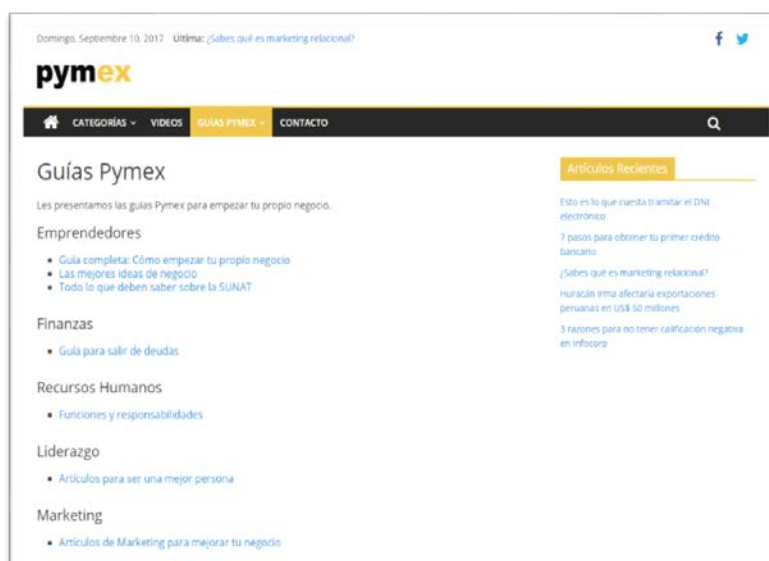 Domingo, Septiembre 10, 2017 Última: ¿Sabes qué es marketing relacional?
pymex
CATEGORÍAS VIDEOS GUÍAS PYMEX CONTACTO
Guías Pymex
Les presentamos las guías Pymex para empezar tu propio negocio.
Emprendedores
Guía completa: Cómo empezar tu propio negocio
Las mejores ideas de negocio
Todo lo que deben saber sobre la SUNAT
Finanzas
Guía para salir de deudas
Recursos Humanos
Funciones y responsabilidades
Liderazgo
Artículos para ser una mejor persona
Marketing
Artículos de Marketing para mejorar tu negocio
Artículos Recientes
Esto es lo que cuesta tramitar el DNI
electrónico
7 pasos para obtener tu primer crédito
bancario
¿Sabes qué es marketing relacional?
Huracán Irma afectaría exportaciones
peruanas en US$ 50 millones
3 razones para no tener calificación negativa
en Infocorp